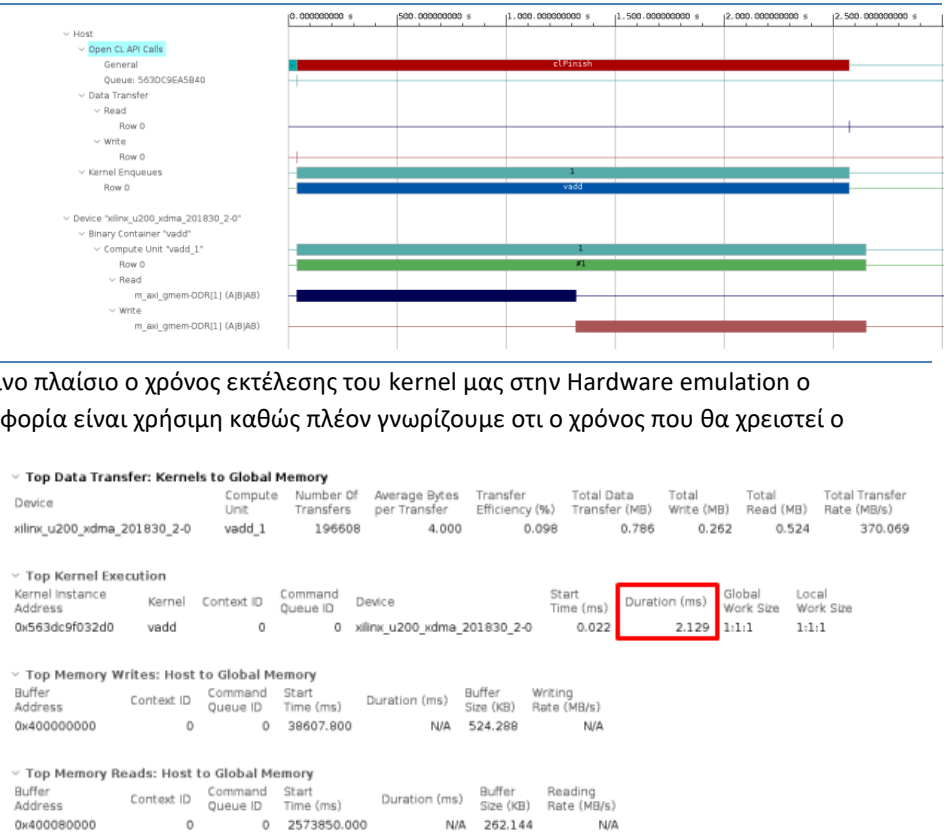 0.000000000 s 500.000000000 s 1,000.000000000 s 1,500.000000000 s 2,000.000000000 s 2,500.000000000 s
Host
Open CL API Calls
General clFinish
Queue: 563DC9EA5B40
Data Transfer
Read
Row 0
Write
Row 0
Kernel Enqueues 1
Row 0 vadd
Device "xilinx_u200_xdma_201830_2-0"
Binary Container "vadd"
Compute Unit "vadd_1" 1
Row 0 #1
Read
m_axi_gmem-DDR[1] (A|B|AB)
Write
m_axi_gmem-DDR[1] (A|B|AB)
νο πλαίσιο ο χρόνος εκτέλεσης του kernel μας στην Hardware emulation ο
φορία είναι χρήσιμη καθώς πλέον γνωρίζουμε οτι ο χρόνος που θα χρειστεί ο
Top Data Transfer: Kernels to Global Memory
Device Compute Unit Number Of Transfers Average Bytes per Transfer Transfer Efficiency (%) Total Data Transfer (MB) Total Write (MB) Total Read (MB) Total Transfer Rate (MB/s)
xilinx_u200_xdma_201830_2-0 vadd_1 196608 4.000 0.098 0.786 0.262 0.524 370.069
Top Kernel Execution
Kernel Instance Address Kernel Context ID Command Queue ID Device Start Time (ms) Duration (ms) Global Work Size Local Work Size
0x563dc9f032d0 vadd 0 0 xilinx_u200_xdma_201830_2-0 0.022 2.129 1:1:1 1:1:1
Top Memory Writes: Host to Global Memory
Buffer Address Context ID Command Queue ID Start Time (ms) Duration (ms) Buffer Size (KB) Writing Rate (MB/s)
0x400000000 0 0 38607.800 N/A 524.288 N/A
Top Memory Reads: Host to Global Memory
Buffer Address Context ID Command Queue ID Start Time (ms) Duration (ms) Buffer Size (KB) Reading Rate (MB/s)
0x400080000 0 0 2573850.000 N/A 262.144 N/A